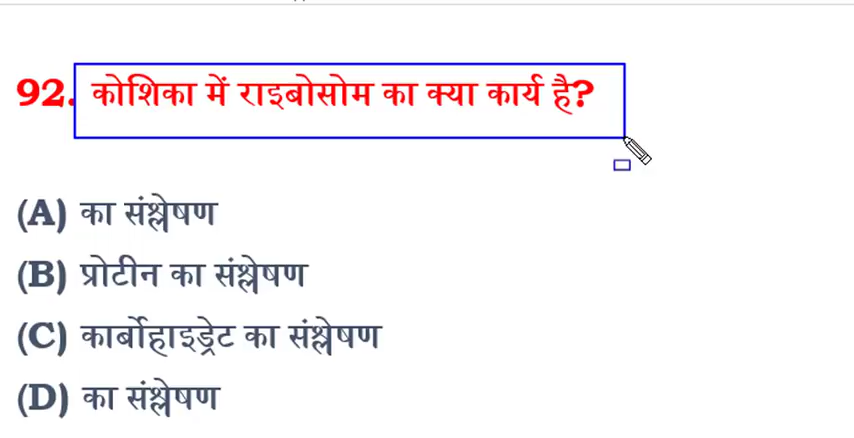 92. कोशिका में राइबोसोम का क्या कार्य है?
(A) का संश्लेषण
(B) प्रोटीन का संश्लेषण
(C) कार्बोहाइड्रेट का संश्लेषण
(D) का संश्लेषण